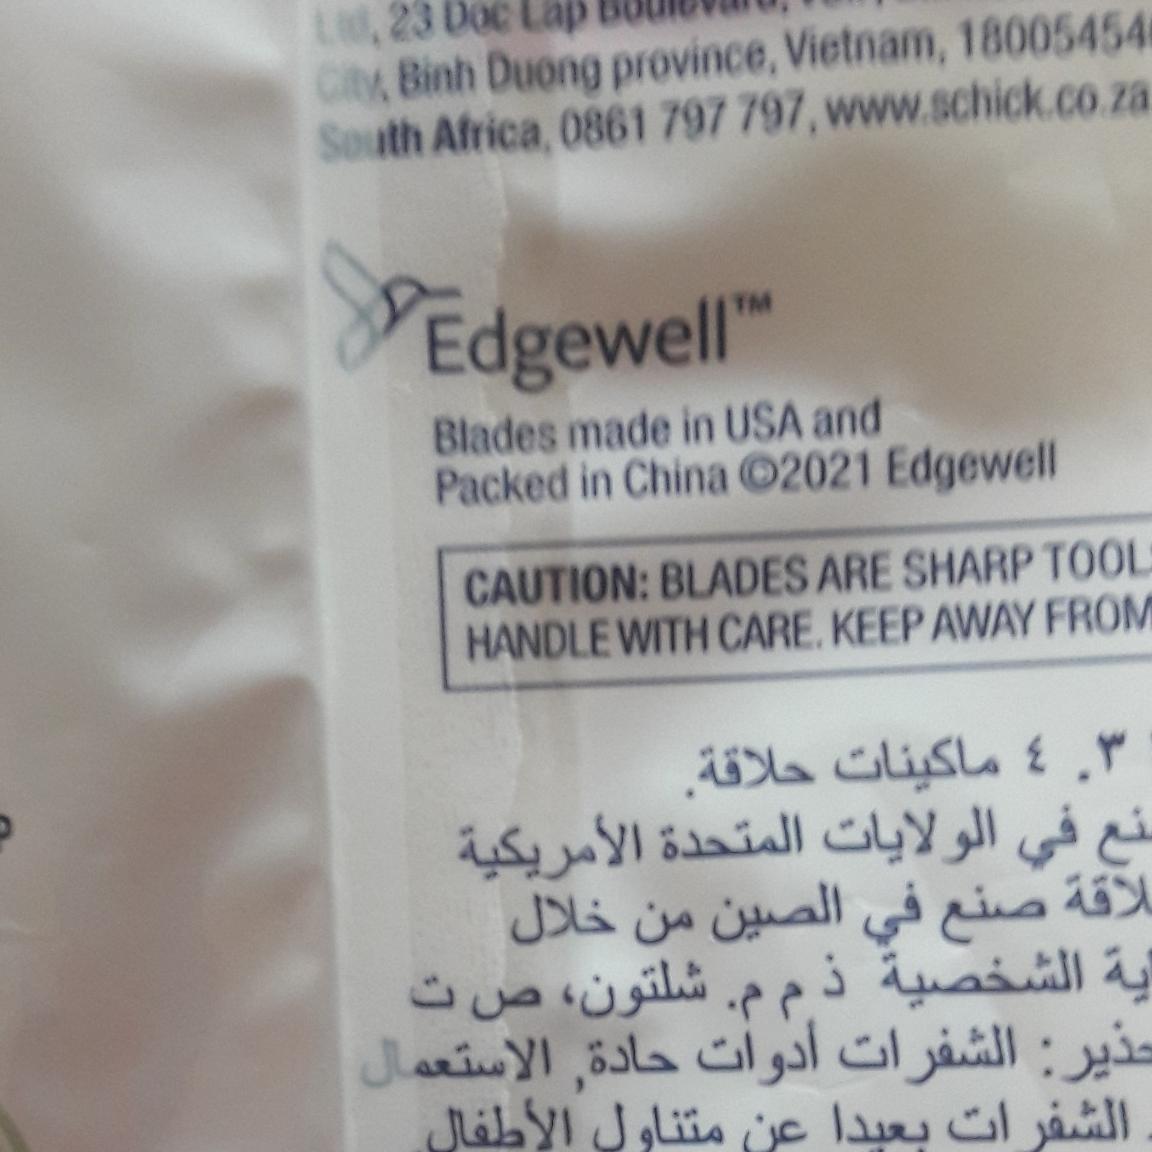 Ltd, 23 Doc Lap Boulevard,
City, Binh Duong province, Vietnam, 18005454
South Africa, 0861 797 797, www.schick.co.za
Edgewell™
Blades made in USA and
Packed in China ©2021 Edgewell
CAUTION: BLADES ARE SHARP TOOL
HANDLE WITH CARE. KEEP AWAY FROM
٣. ٤ ماكينات حلاقة.
في الولايات المتحدة الأمريكية
صنع في الصين من خلال
الشخصية ذ م م. شلتون، ص ت
: الشفرات أدوات حادة, الاستعمال
الشفرات بعيدا عن متناول الأطفال